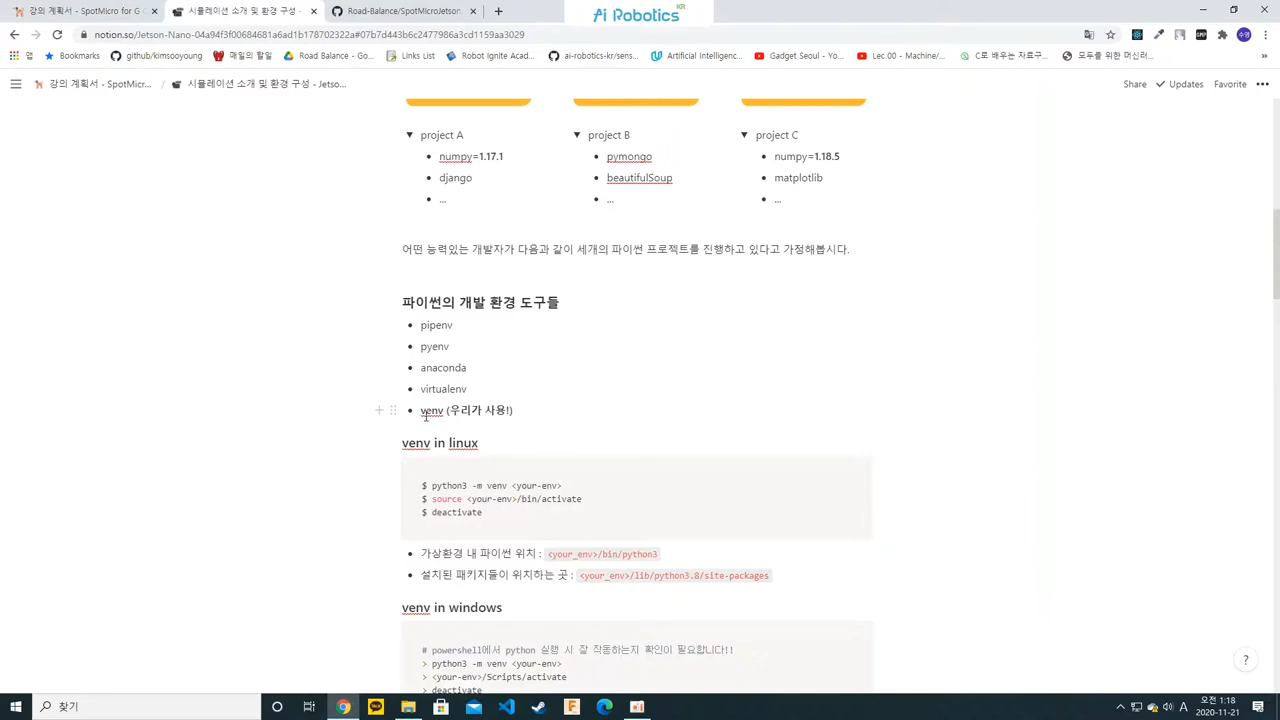 강의 계획서 - SpotMicro for G
시뮬레이션 소개 및 환경 구성 -
Road-Balance/SpotMicroJetson
Ai Robotics KR
notion.so/Jetson-Nano-04a94f3f00684681a6ad1b178702322a#07b7d443b6c2477986a3cd1159aa3029
앱
Bookmarks
github/kimsooyoung
매일의 할일
Road Balance - Go...
Links List
Robot Ignite Acad...
ai-robotics-kr/sens...
Artificial Intelligenc...
Gadget Seoul - Yo...
Lec 00 - Machine/...
C로 배우는 자료구...
모두를 위한 머신러...
강의 계획서 - SpotMicr... / 시뮬레이션 소개 및 환경 구성 - Jetso...
Share
Updates
Favorite
project A
numpy=1.17.1
django
...
project B
pymongo
beautifulSoup
...
project C
numpy=1.18.5
matplotlib
...
어떤 능력있는 개발자가 다음과 같이 세개의 파이썬 프로젝트를 진행하고 있다고 가정해봅시다.
파이썬의 개발 환경 도구들
pipenv
pyenv
anaconda
virtualenv
venv (우리가 사용!)
venv in linux
$ python3 -m venv <your-env>
$ source <your-env>/bin/activate
$ deactivate
가상환경 내 파이썬 위치 : <your_env>/bin/python3
설치된 패키지들이 위치하는 곳 : <your_env>/lib/python3.8/site-packages
venv in windows
# powershell에서 python 실행 시 잘 작동하는지 확인이 필요합니다!!
> python3 -m venv <your-env>
> <your-env>/Scripts/activate
> deactivate
찾기
오전 1:18
2020-11-21